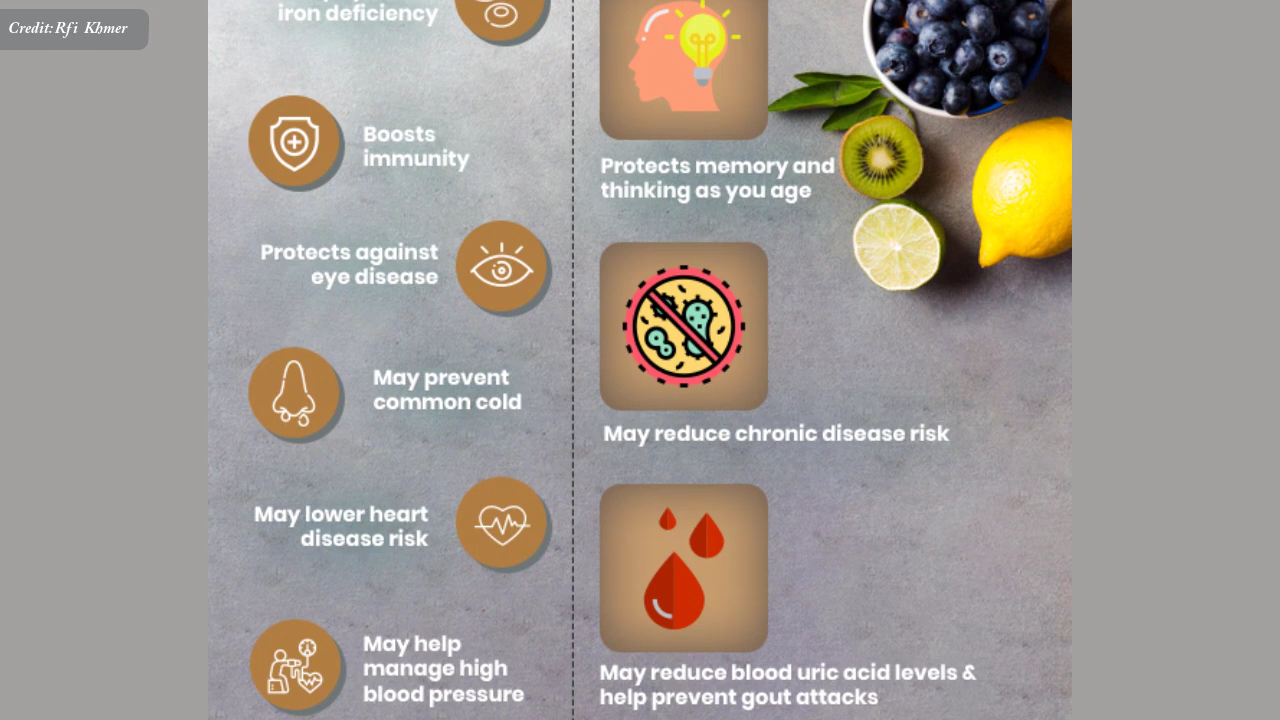 Credit:Rfi Khmer
iron deficiency
Boosts
immunity
Protects against
eye disease
May prevent
common cold
May lower heart
disease risk
May help
manage high
blood pressure
Protects memory and
thinking as you age
May reduce chronic disease risk
May reduce blood uric acid levels &
help prevent gout attacks